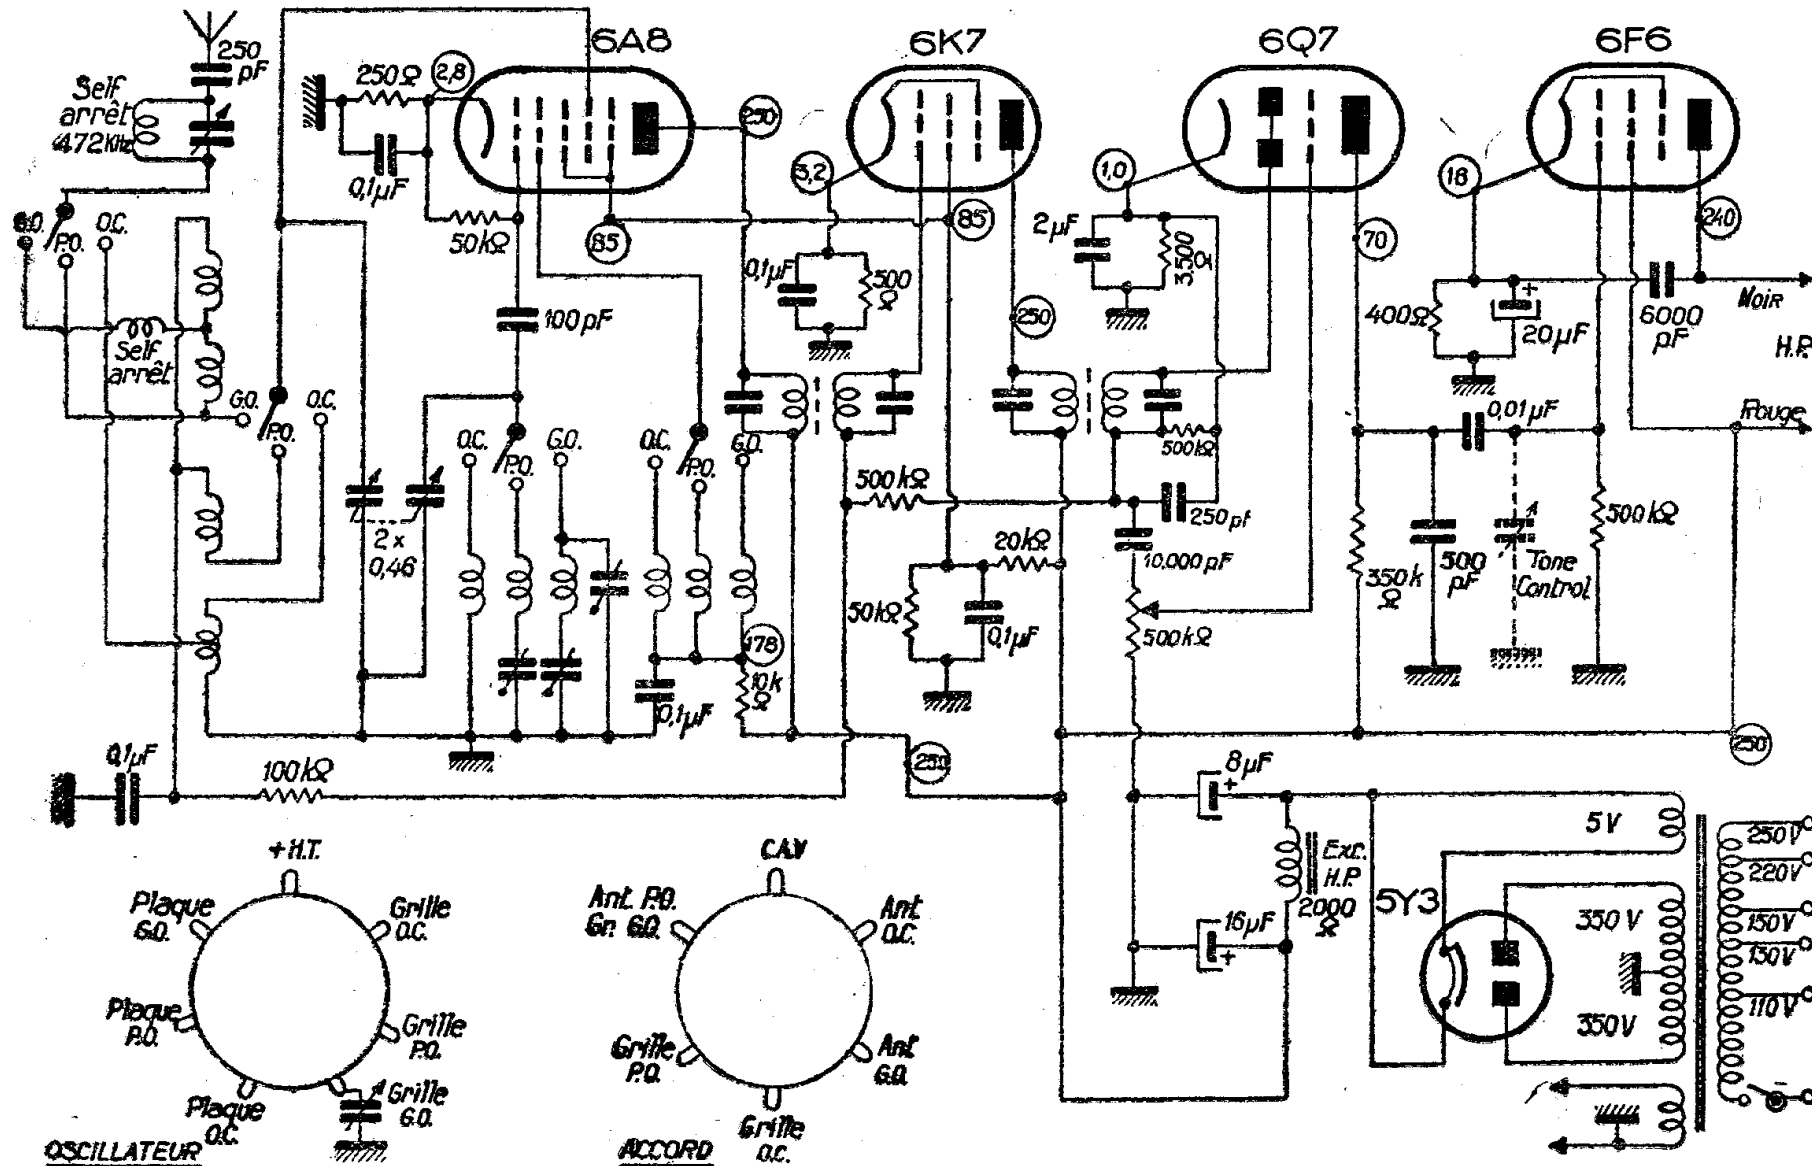 6A8
6K7
6Q7
6F6
250
pF
Self
arrêt
472 KHz
250 Ω
2,8
0,1 µF
50 kΩ
250
85
3,2
85
1,0
70
18
240
G.O.
P.O.
O.C.
Self
arrêt
G.O.
P.O.
O.C.
100 pF
0,1 µF
500
Ω
250
2 µF
3.500
Ω
400 Ω
+
20 µF
6000
pF
Noir
H.P.
Rouge
0,01 µF
2 x
0,46
O.C.
P.O.
G.O.
O.C.
P.O.
G.O.
500 kΩ
500 kΩ
250 pf
10.000 pF
20 kΩ
50 kΩ
0,1 µF
500 kΩ
350 k
Ω
500
pF
Tone
Control
500 kΩ
178
10 k
Ω
0,1 µF
250
250
0,1 µF
100 kΩ
8 µF
+
Exc.
H.P.
2000
Ω
16 µF
+
5Y3
5 V
350 V
350 V
250 V
220 V
150 V
130 V
110 V
+ H.T.
Plaque
G.O.
Grille
O.C.
Plaque
P.O.
Grille
P.O.
Plaque
O.C.
Grille
G.O.
OSCILLATEUR
C.A.V
Ant. P.O.
Gr. G.O.
Ant
O.C.
Grille
P.O.
Ant
G.O.
Grille
O.C.
ACCORD